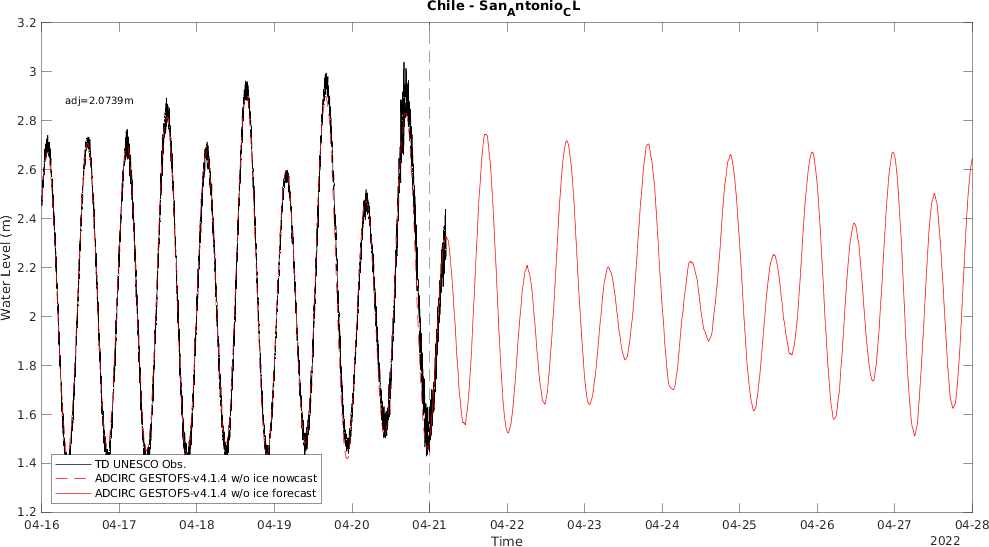 Chile - San_Antonio_CL
3.2
3
adj=2.0739m
2.8
2.6
2.4
2.2
2
1.8
1.6
1.4
1.2
Water Level (m)
TD UNESCO Obs.
ADCIRC GESTOFS-v4.1.4 w/o ice nowcast
ADCIRC GESTOFS-v4.1.4 w/o ice forecast
04-16 04-17 04-18 04-19 04-20 04-21 04-22 04-23 04-24 04-25 04-26 04-27 04-28
Time
2022